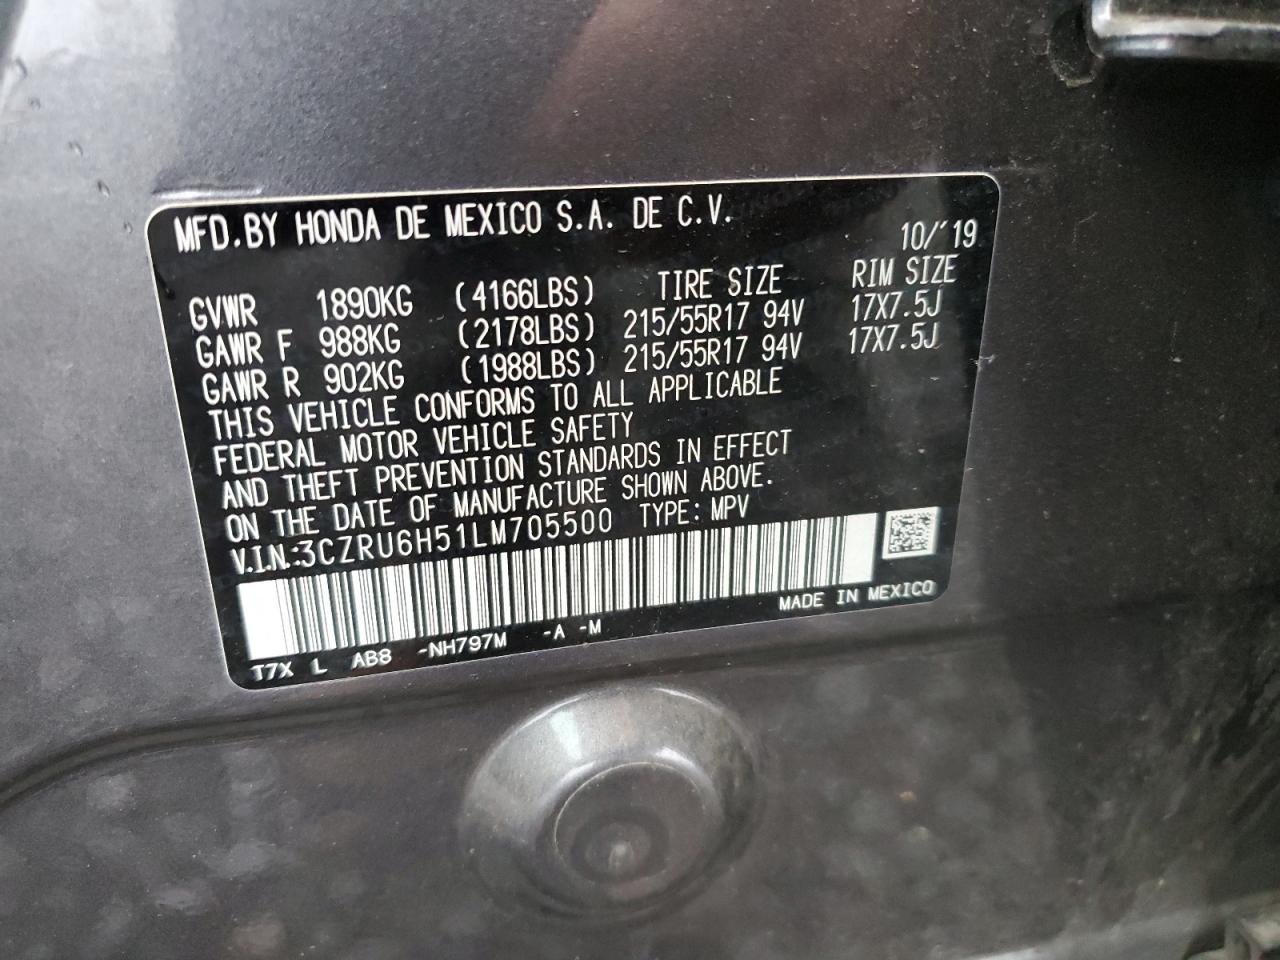 MFD.BY HONDA DE MEXICO S.A. DE C.V.
10/'19
GVWR 1890KG (4166LBS) TIRE SIZE RIM SIZE
GAWR F 988KG (2178LBS) 215/55R17 94V 17X7.5J
GAWR R 902KG (1988LBS) 215/55R17 94V 17X7.5J
THIS VEHICLE CONFORMS TO ALL APPLICABLE
FEDERAL MOTOR VEHICLE SAFETY
AND THEFT PREVENTION STANDARDS IN EFFECT
ON THE DATE OF MANUFACTURE SHOWN ABOVE.
V.I.N.:3CZRU6H51LM705500 TYPE: MPV
MADE IN MEXICO
T7X L AB8 -NH797M -A -M